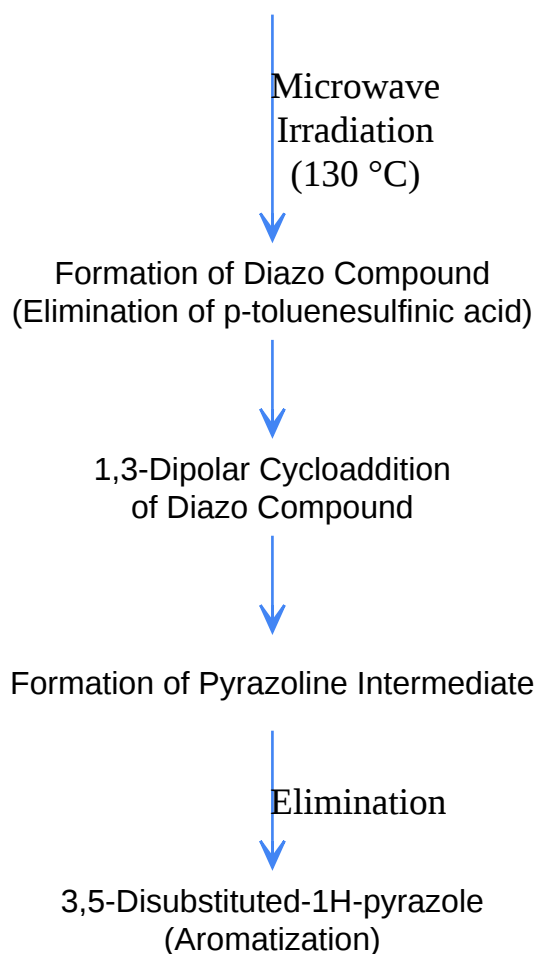 Microwave
Irradiation
(130 °C)
Formation of Diazo Compound
(Elimination of p-toluenesulfinic acid)
1,3-Dipolar Cycloaddition
of Diazo Compound
Formation of Pyrazoline Intermediate
Elimination
3,5-Disubstituted-1H-pyrazole
(Aromatization)